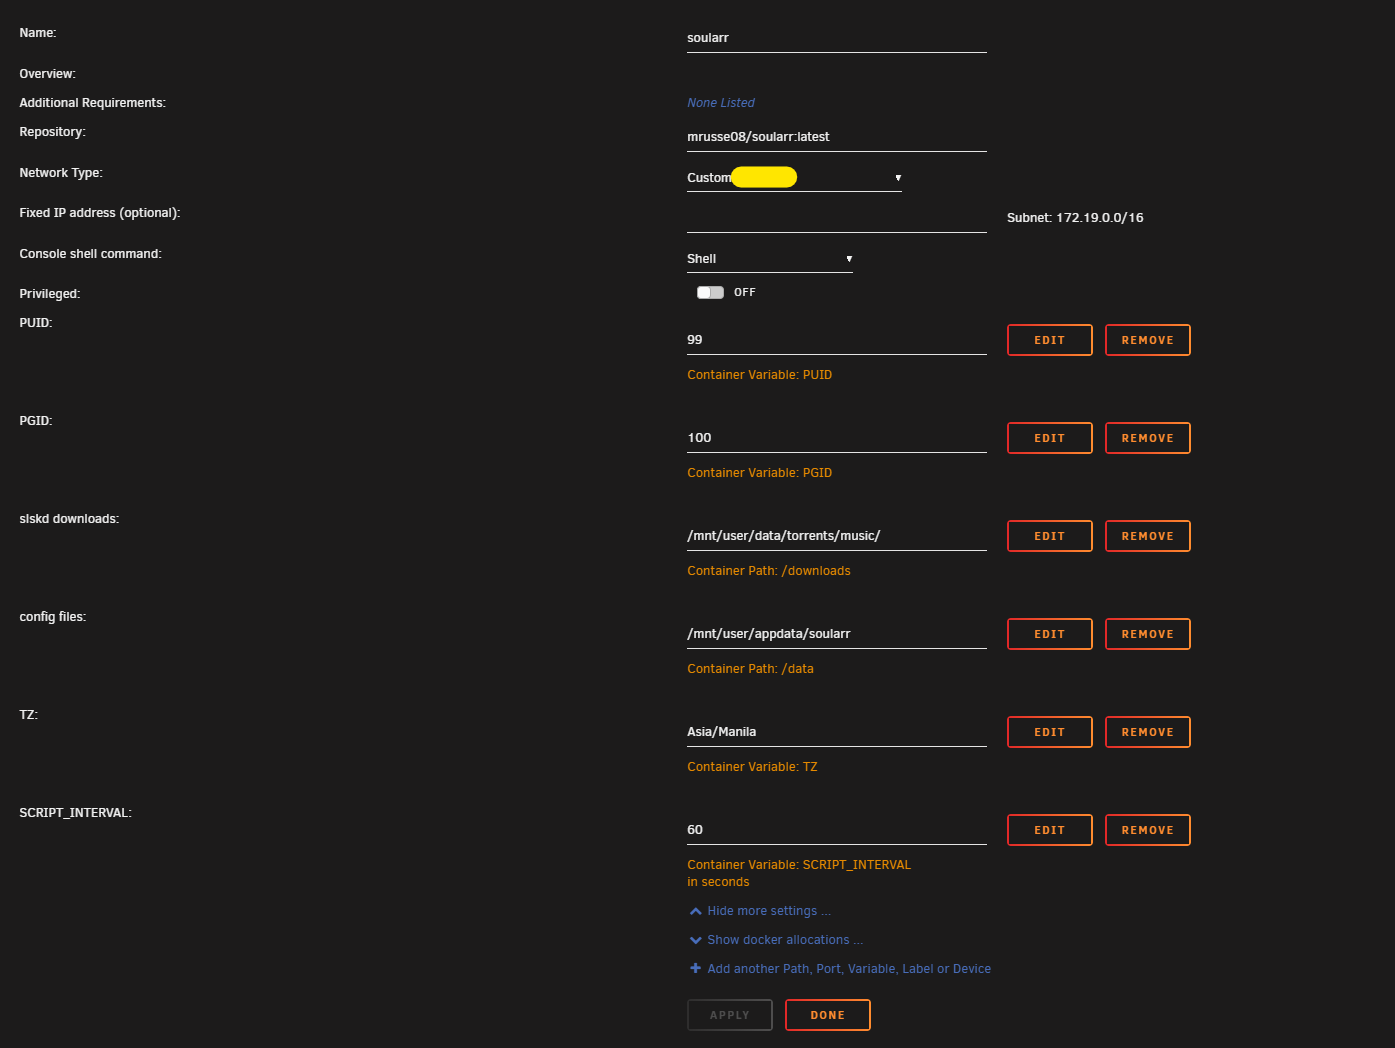 Name:
soularr
Overview:
Additional Requirements:
None Listed
Repository:
mrusse08/soularr:latest
Network Type:
Custom
Fixed IP address (optional):
Subnet: 172.19.0.0/16
Console shell command:
Shell
Privileged:
OFF
PUID:
99
EDIT
REMOVE
Container Variable: PUID
PGID:
100
EDIT
REMOVE
Container Variable: PGID
slskd downloads:
/mnt/user/data/torrents/music/
EDIT
REMOVE
Container Path: /downloads
config files:
/mnt/user/appdata/soularr
EDIT
REMOVE
Container Path: /data
TZ:
Asia/Manila
EDIT
REMOVE
Container Variable: TZ
SCRIPT_INTERVAL:
60
EDIT
REMOVE
Container Variable: SCRIPT_INTERVAL
in seconds
Hide more settings ...
Show docker allocations ...
Add another Path, Port, Variable, Label or Device
APPLY
DONE